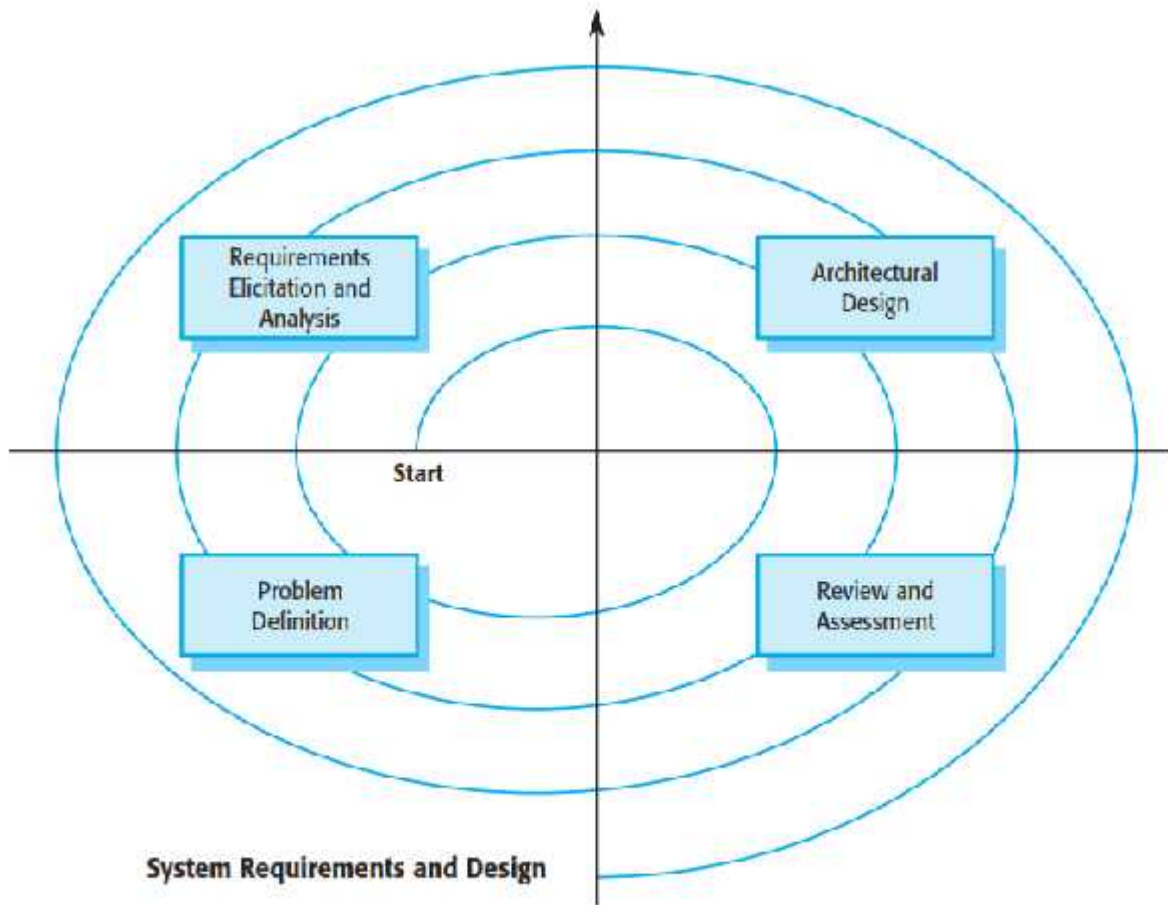 Requirements
Elicitation and
Analysis
Architectural
Design
Start
Problem
Definition
Review and
Assessment
System Requirements and Design